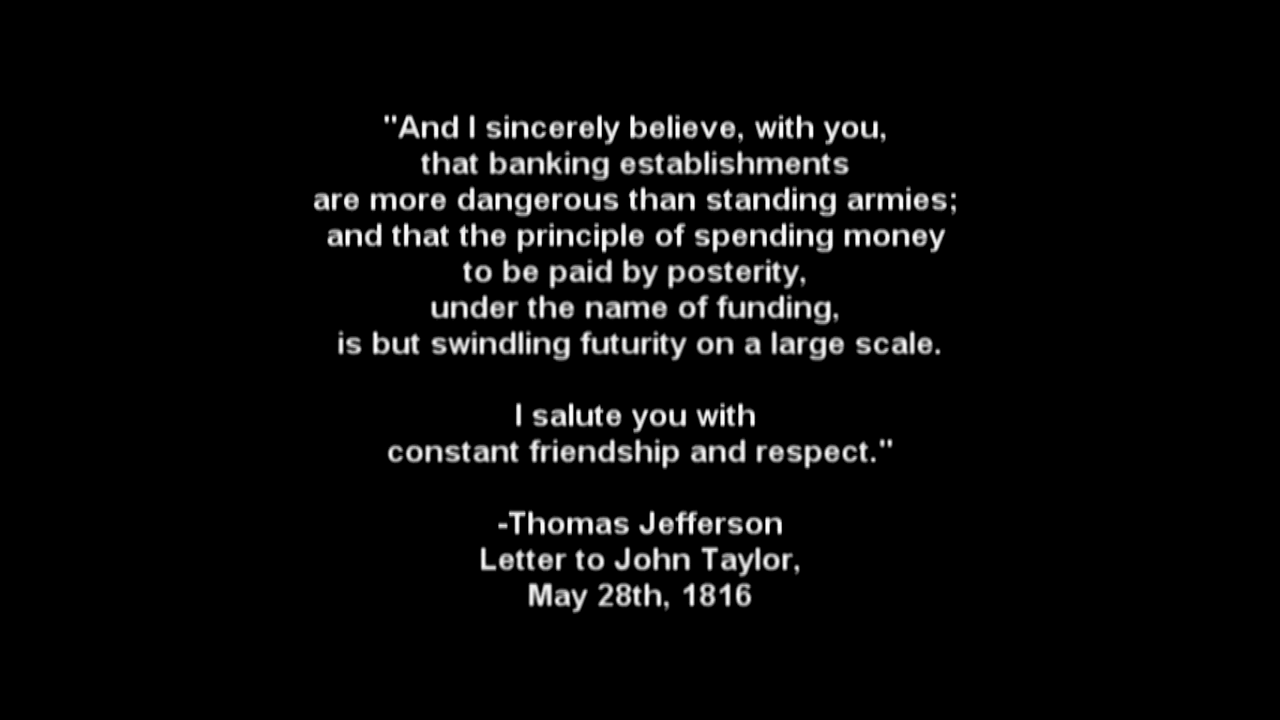 "And I sincerely believe, with you,
that banking establishments
are more dangerous than standing armies;
and that the principle of spending money
to be paid by posterity,
under the name of funding,
is but swindling futurity on a large scale.
I salute you with
constant friendship and respect."
-Thomas Jefferson
Letter to John Taylor,
May 28th, 1816